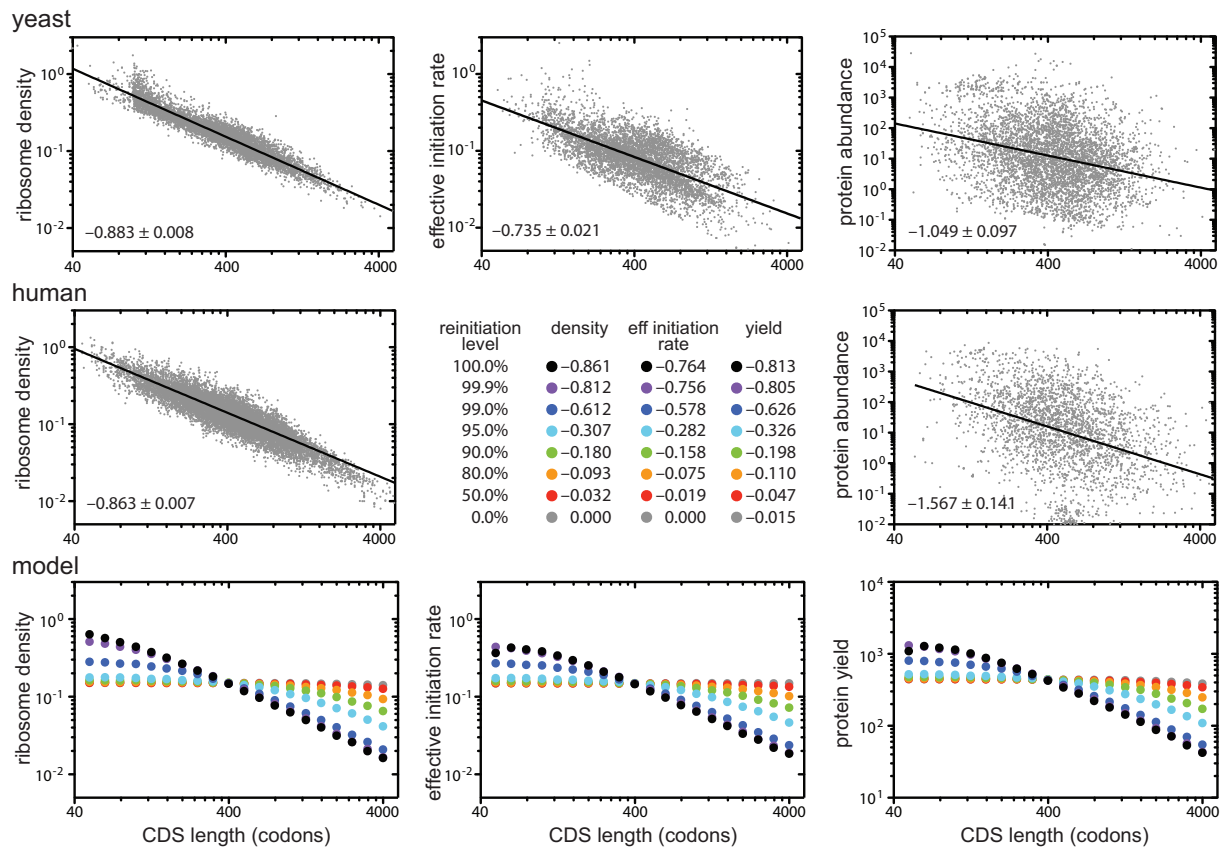 yeast
ribosome density
10⁰
10⁻¹
10⁻²
−0.883 ± 0.008
40
400
4000
effective initiation rate
10⁰
10⁻¹
10⁻²
−0.735 ± 0.021
40
400
4000
protein abundance
10⁵
10⁴
10³
10²
10¹
10⁰
10⁻¹
10⁻²
−1.049 ± 0.097
40
400
4000
human
ribosome density
10⁰
10⁻¹
10⁻²
−0.863 ± 0.007
40
400
4000
reinitiation level density eff initiation rate yield
100.0% −0.861 −0.764 −0.813
99.9% −0.812 −0.756 −0.805
99.0% −0.612 −0.578 −0.626
95.0% −0.307 −0.282 −0.326
90.0% −0.180 −0.158 −0.198
80.0% −0.093 −0.075 −0.110
50.0% −0.032 −0.019 −0.047
0.0% 0.000 0.000 −0.015
protein abundance
10⁵
10⁴
10³
10²
10¹
10⁰
10⁻¹
10⁻²
−1.567 ± 0.141
40
400
4000
model
ribosome density
10⁰
10⁻¹
10⁻²
40
400
4000
CDS length (codons)
effective initiation rate
10⁰
10⁻¹
10⁻²
40
400
4000
CDS length (codons)
protein yield
10⁴
10³
10²
10¹
40
400
4000
CDS length (codons)